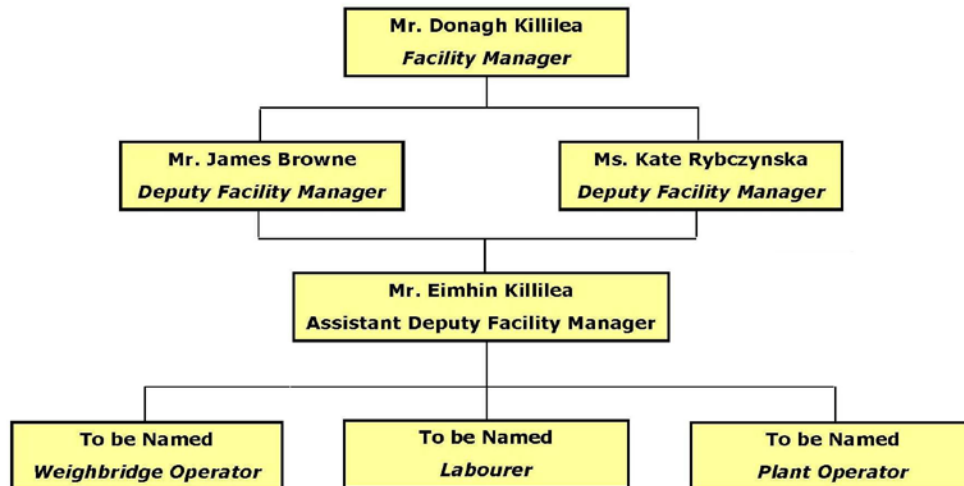 Mr. Donagh Killilea
Facility Manager
Mr. James Browne
Deputy Facility Manager
Ms. Kate Rybczynska
Deputy Facility Manager
Mr. Eimhin Killilea
Assistant Deputy Facility Manager
To be Named
Weighbridge Operator
To be Named
Labourer
To be Named
Plant Operator